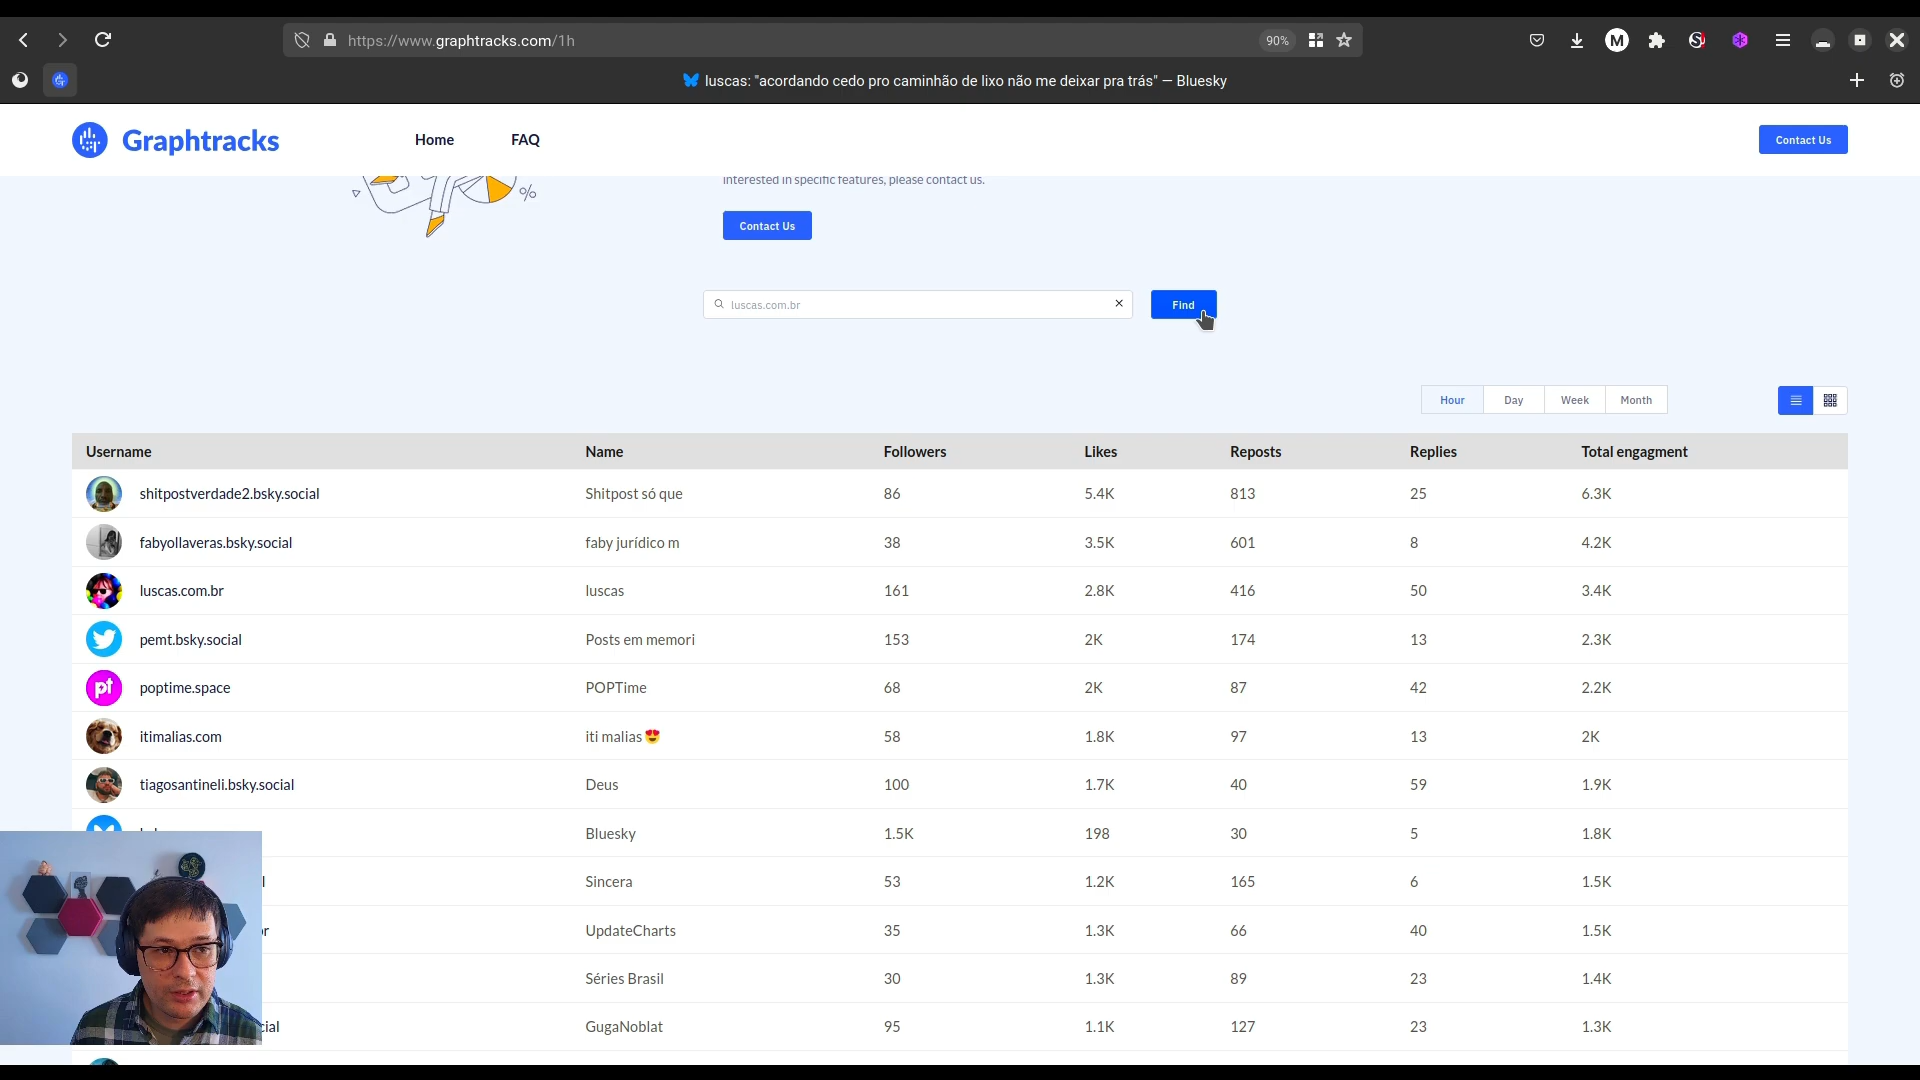 https://www.graphtracks.com/1h
90%
M
luscas: "acordando cedo pro caminhão de lixo não me deixar pra trás" — Bluesky
Graphtracks
Home
FAQ
Contact Us
interested in specific features, please contact us.
%
Contact Us
luscas.com.br
Find
Hour Day Week Month
Username Name Followers Likes Reposts Replies Total engagment
shitpostverdade2.bsky.social Shitpost só que 86 5.4K 813 25 6.3K
fabyollaveras.bsky.social faby jurídico m 38 3.5K 601 8 4.2K
luscas.com.br luscas 161 2.8K 416 50 3.4K
pemt.bsky.social Posts em memori 153 2K 174 13 2.3K
pt poptime.space POPTime 68 2K 87 42 2.2K
itimalias.com iti malias 😍 58 1.8K 97 13 2K
tiagosantineli.bsky.social Deus 100 1.7K 40 59 1.9K
Bluesky 1.5K 198 30 5 1.8K
l Sincera 53 1.2K 165 6 1.5K
or UpdateCharts 35 1.3K 66 40 1.5K
Séries Brasil 30 1.3K 89 23 1.4K
cial GugaNoblat 95 1.1K 127 23 1.3K